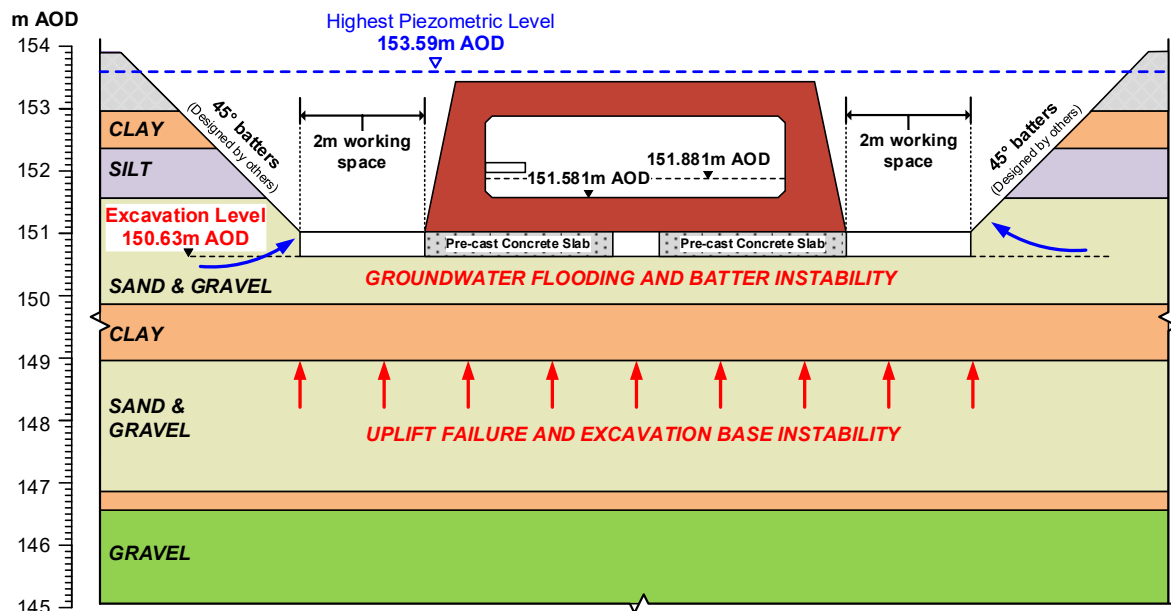 m AOD
Highest Piezometric Level
153.59m AOD
154
153
152
151
150
149
148
147
146
145
CLAY
SILT
45° batters
(Designed by others)
2m working
space
2m working
space
45° batters
(Designed by others)
151.881m AOD
151.581m AOD
Excavation Level
150.63m AOD
Pre-cast Concrete Slab
Pre-cast Concrete Slab
GROUNDWATER FLOODING AND BATTER INSTABILITY
SAND & GRAVEL
CLAY
SAND &
GRAVEL
UPLIFT FAILURE AND EXCAVATION BASE INSTABILITY
GRAVEL